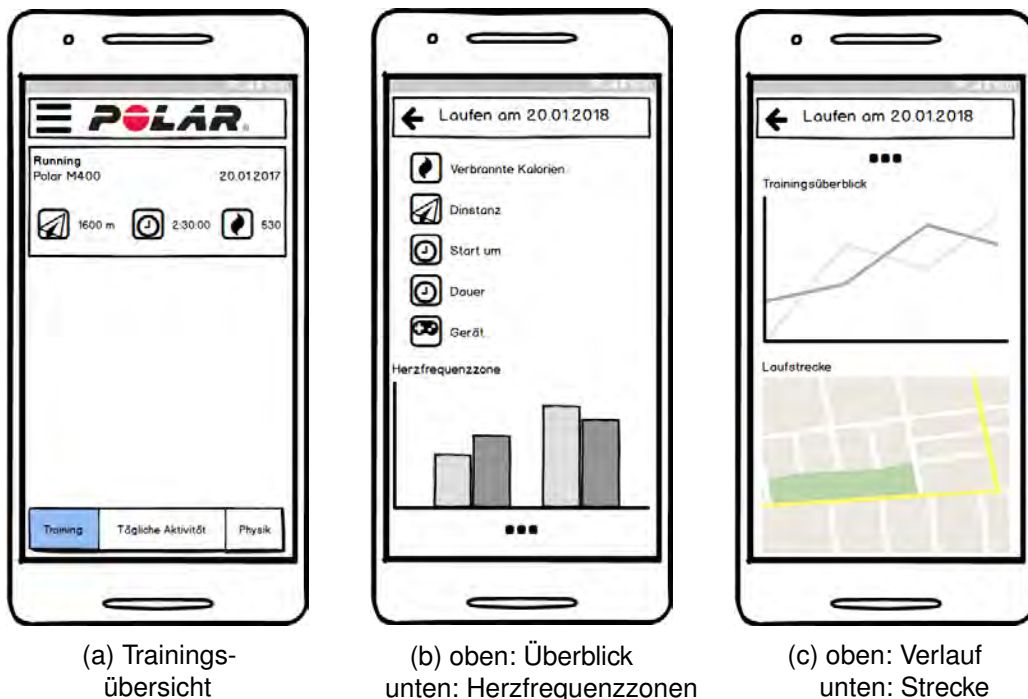 POLAR
Running
Polar M400 20.01.2017
1600 m 2:30:00 530
Training Tägliche Aktivität Physik
(a) Trainings-
übersicht
Laufen am 20.01.2018
Verbrannte Kalorien
Dinstanz
Start um
Dauer
Gerät
Herzfrequenzzone
(b) oben: Überblick
unten: Herzfrequenzzonen
Laufen am 20.01.2018
Trainingsüberblick
Laufstrecke
(c) oben: Verlauf
unten: Strecke